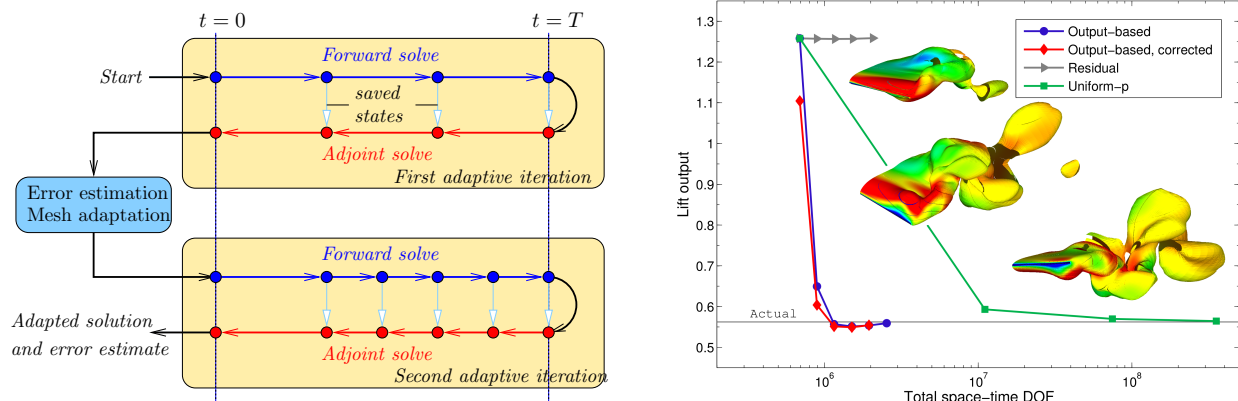 t = 0
t = T
Forward solve
Start
saved
states
Adjoint solve
First adaptive iteration
Error estimation
Mesh adaptation
Forward solve
Adapted solution
and error estimate
Adjoint solve
Second adaptive iteration
1.3
1.2
1.1
1
0.9
0.8
0.7
0.6
0.5
Lift output
Output−based
Output−based, corrected
Residual
Uniform−p
Actual
10^6
10^7
10^8
Total space−time DOF